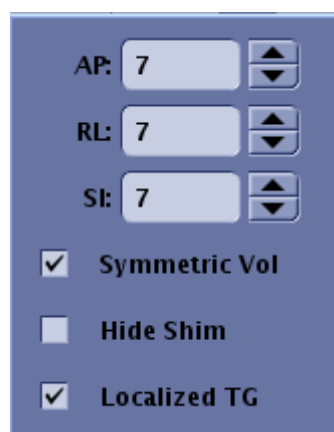 AP: 7
RL: 7
SI: 7
Symmetric Vol
Hide Shim
Localized TG